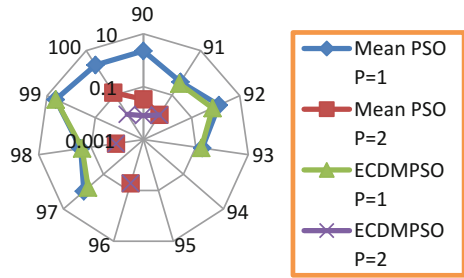 90
10
100
91
0.1
99
92
0.001
98
93
97
94
96
95
Mean PSO
P=1
Mean PSO
P=2
ECDMPSO
P=1
ECDMPSO
P=2